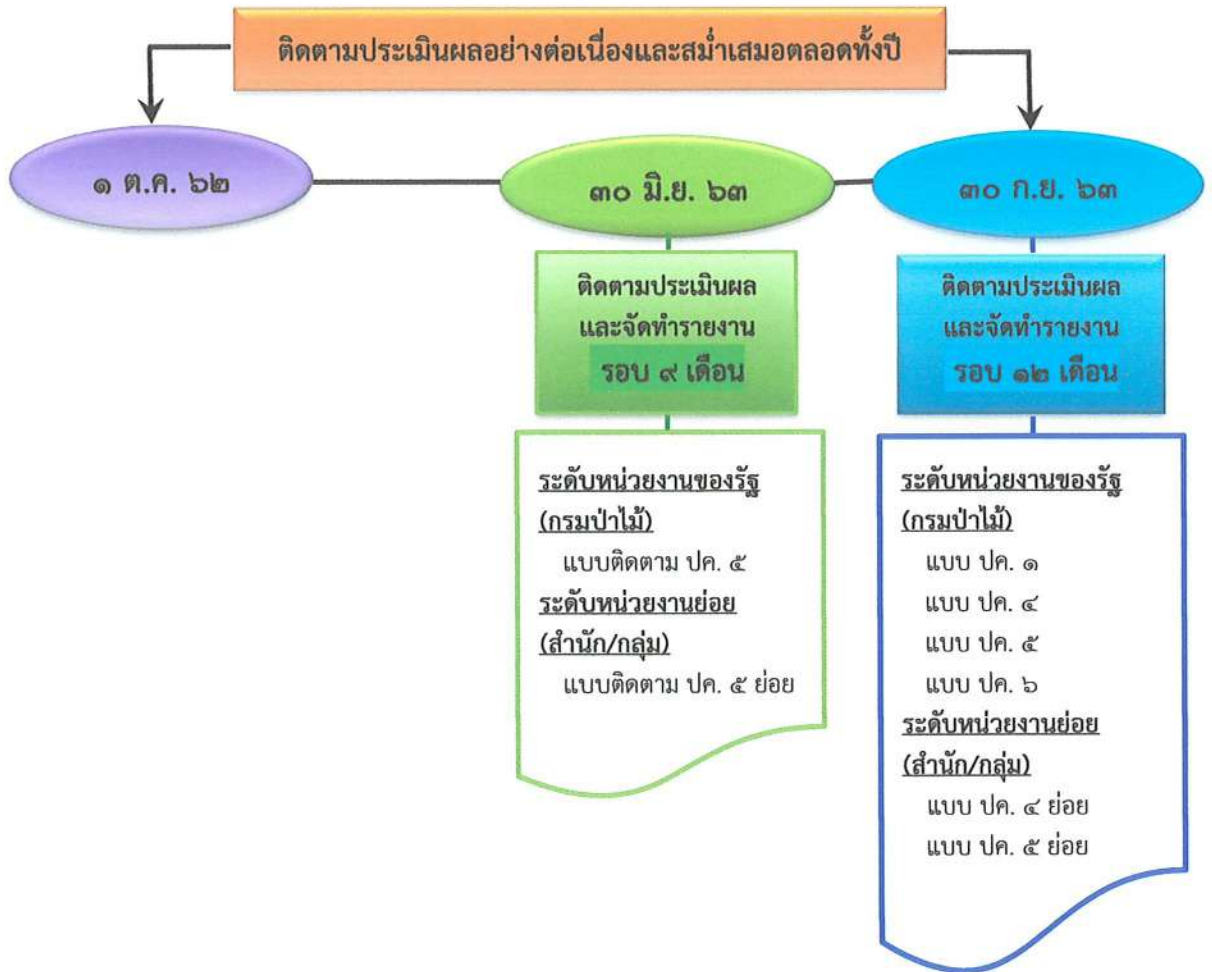 ติดตามประเมินผลอย่างต่อเนื่องและสม่ำเสมอตลอดทั้งปี
๑ ต.ค. ๖๒
๓๐ มิ.ย. ๖๓
๓๐ ก.ย. ๖๓
ติดตามประเมินผล
และจัดทำรายงาน
รอบ ๙ เดือน
ติดตามประเมินผล
และจัดทำรายงาน
รอบ ๑๒ เดือน
ระดับหน่วยงานของรัฐ
(กรมป่าไม้)
แบบติดตาม ปค. ๕
ระดับหน่วยงานย่อย
(สำนัก/กลุ่ม)
แบบติดตาม ปค. ๕ ย่อย
ระดับหน่วยงานของรัฐ
(กรมป่าไม้)
แบบ ปค. ๑
แบบ ปค. ๔
แบบ ปค. ๕
แบบ ปค. ๖
ระดับหน่วยงานย่อย
(สำนัก/กลุ่ม)
แบบ ปค. ๔ ย่อย
แบบ ปค. ๕ ย่อย